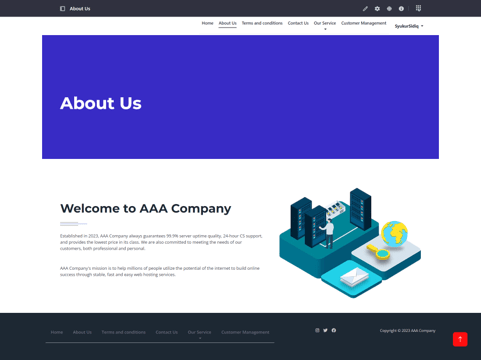 About Us
Home About Us Terms and conditions Contact Us Our Service Customer Management SyukurSidiq
About Us
Welcome to AAA Company
Established in 2023, AAA Company always guarantees 99.9% server uptime quality, 24-hour CS support,
and provides the lowest price in its class. We are also committed to meeting the needs of our
customers, both professional and personal.
AAA Company's mission is to help millions of people utilize the potential of the internet to build online
success through stable, fast and easy web hosting services.
Home About Us Terms and conditions Contact Us Our Service Customer Management
Copyright © 2023 AAA Company